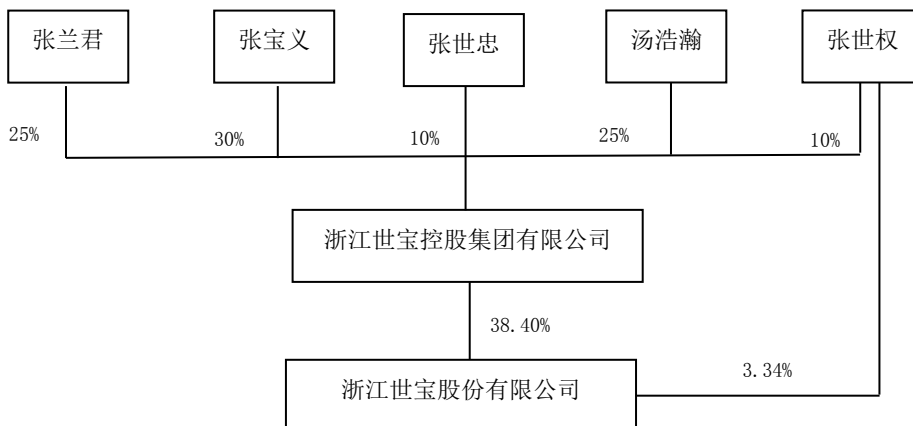 张兰君
张宝义
张世忠
汤浩瀚
张世权
25%
30%
10%
25%
10%
浙江世宝控股集团有限公司
38.40%
3.34%
浙江世宝股份有限公司